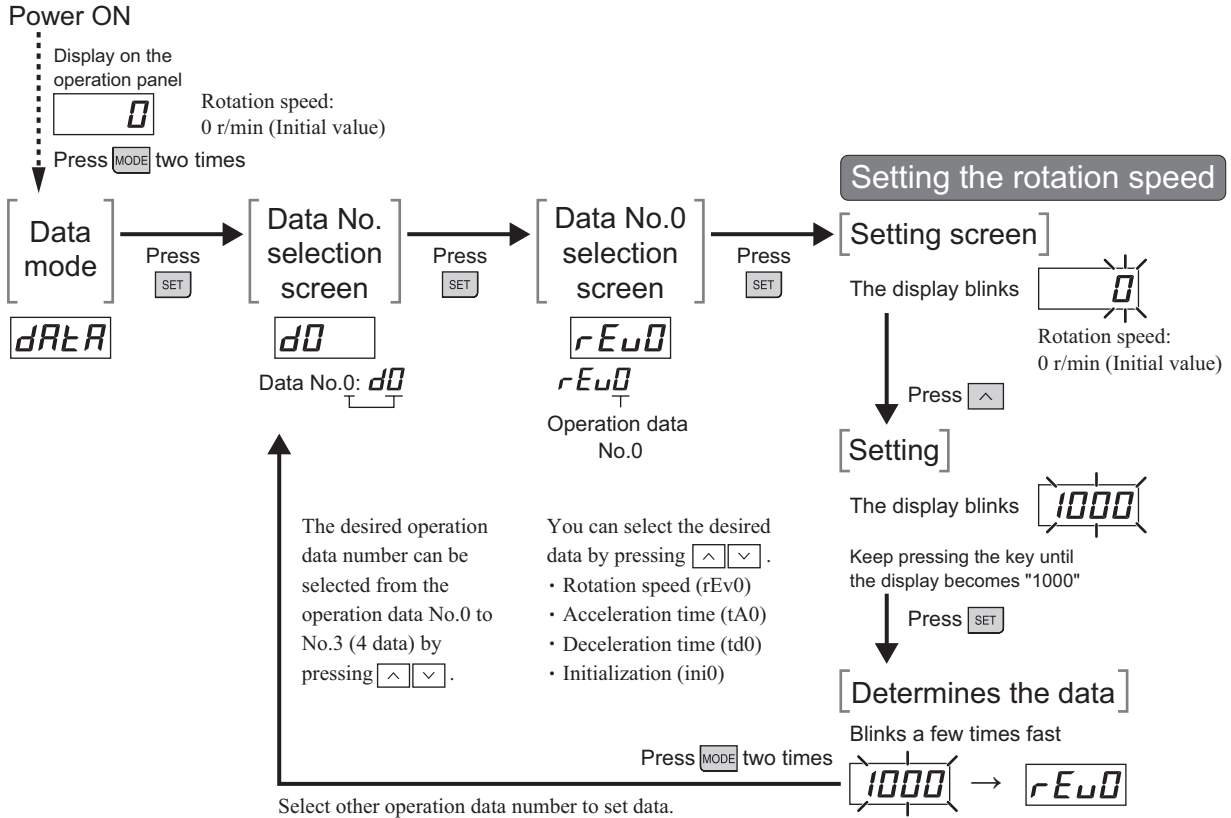 Power ON
Display on the
operation panel
0
Rotation speed:
0 r/min (Initial value)
Press MODE two times
Data
mode
dAtA
Press
SET
Data No.
selection
screen
d0
Data No.0: d0
Press
SET
Data No.0
selection
screen
rEv0
rEv0
Operation data
No.0
Press
SET
Setting the rotation speed
Setting screen
The display blinks
0
Rotation speed:
0 r/min (Initial value)
Press ^
Setting
The display blinks
1000
Keep pressing the key until
the display becomes "1000"
Press SET
Determines the data
Blinks a few times fast
1000 → rEv0
The desired operation
data number can be
selected from the
operation data No.0 to
No.3 (4 data) by
pressing ^ v .
You can select the desired
data by pressing ^ v .
・Rotation speed (rEv0)
・Acceleration time (tA0)
・Deceleration time (td0)
・Initialization (ini0)
Press MODE two times
Select other operation data number to set data.